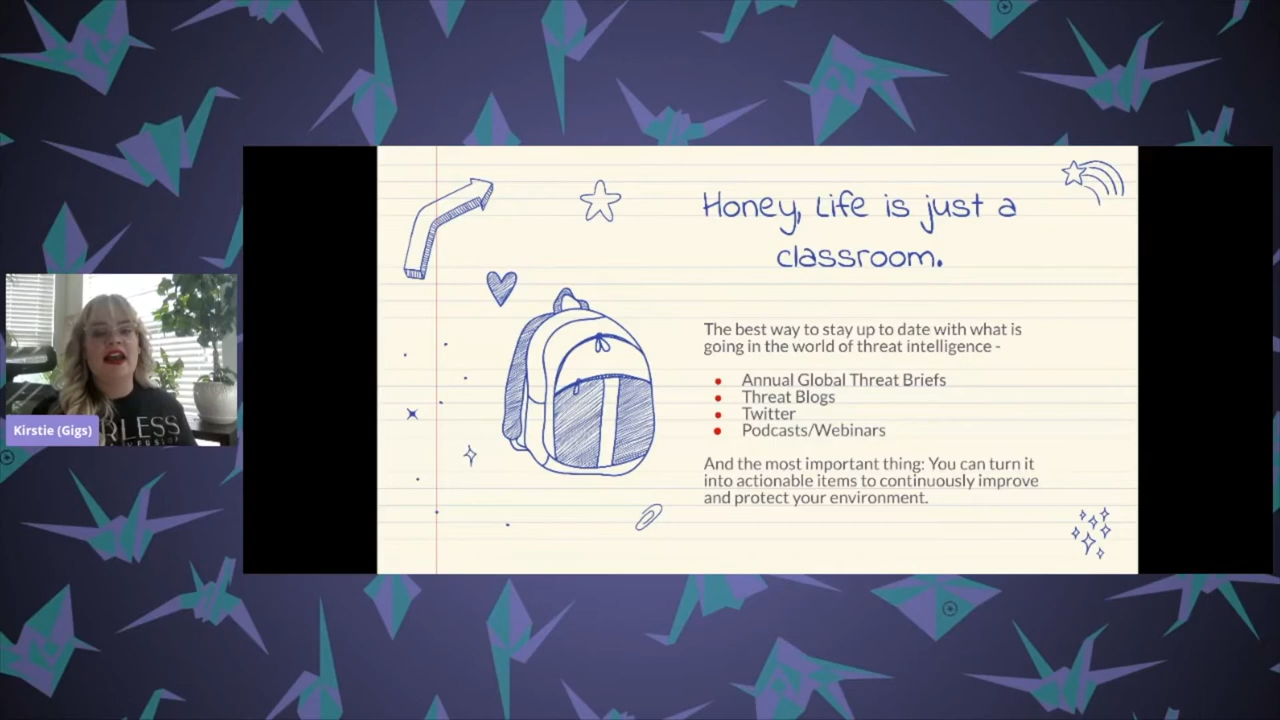 Honey, Life is just a
classroom.
The best way to stay up to date with what is
going in the world of threat intelligence -
Annual Global Threat Briefs
Threat Blogs
Twitter
Podcasts/Webinars
And the most important thing: You can turn it
into actionable items to continuously improve
and protect your environment.
Kirstie (Gigs)